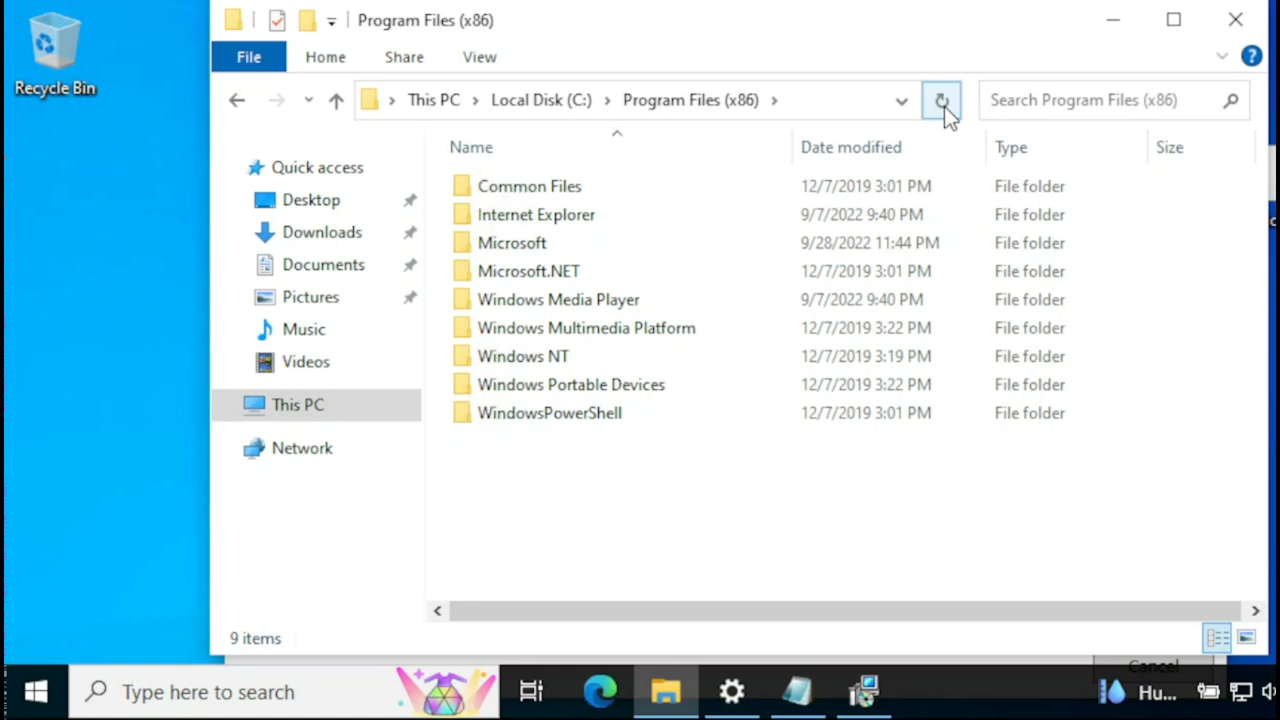 Recycle Bin
Program Files (x86)
File Home Share View
This PC Local Disk (C:) Program Files (x86)
Search Program Files (x86)
Name Date modified Type Size
Quick access
Desktop
Downloads
Documents
Pictures
Music
Videos
This PC
Network
Common Files 12/7/2019 3:01 PM File folder
Internet Explorer 9/7/2022 9:40 PM File folder
Microsoft 9/28/2022 11:44 PM File folder
Microsoft.NET 12/7/2019 3:01 PM File folder
Windows Media Player 9/7/2022 9:40 PM File folder
Windows Multimedia Platform 12/7/2019 3:22 PM File folder
Windows NT 12/7/2019 3:19 PM File folder
Windows Portable Devices 12/7/2019 3:22 PM File folder
WindowsPowerShell 12/7/2019 3:01 PM File folder
9 items
Cancel
Type here to search
Hu...